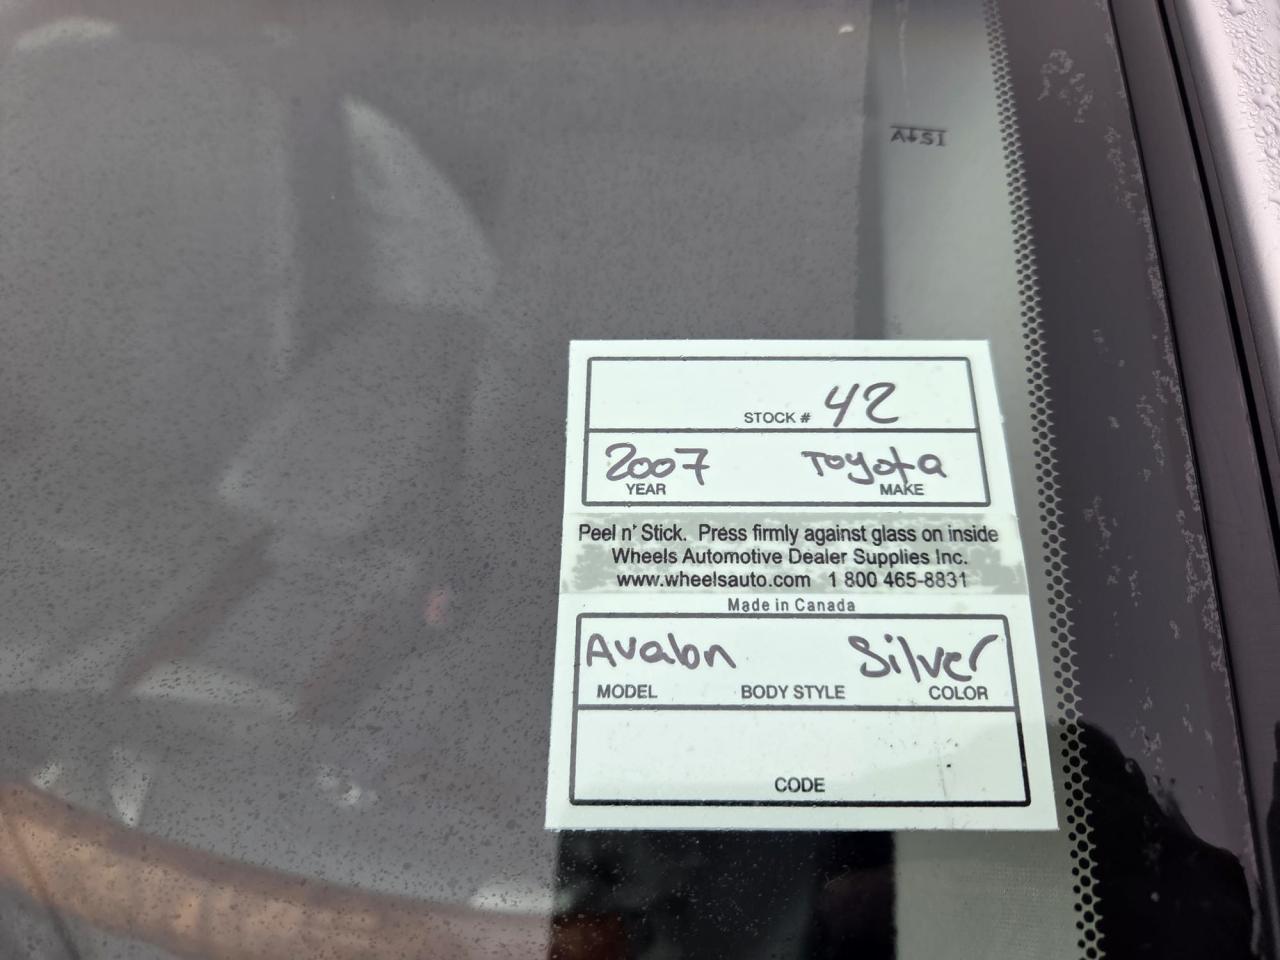 AtSI
STOCK # 42
2007 Toyota
YEAR MAKE
Peel n' Stick. Press firmly against glass on inside
Wheels Automotive Dealer Supplies Inc.
www.wheelsauto.com 1 800 465-8831
Made in Canada
Avalon Silver
MODEL BODY STYLE COLOR
CODE